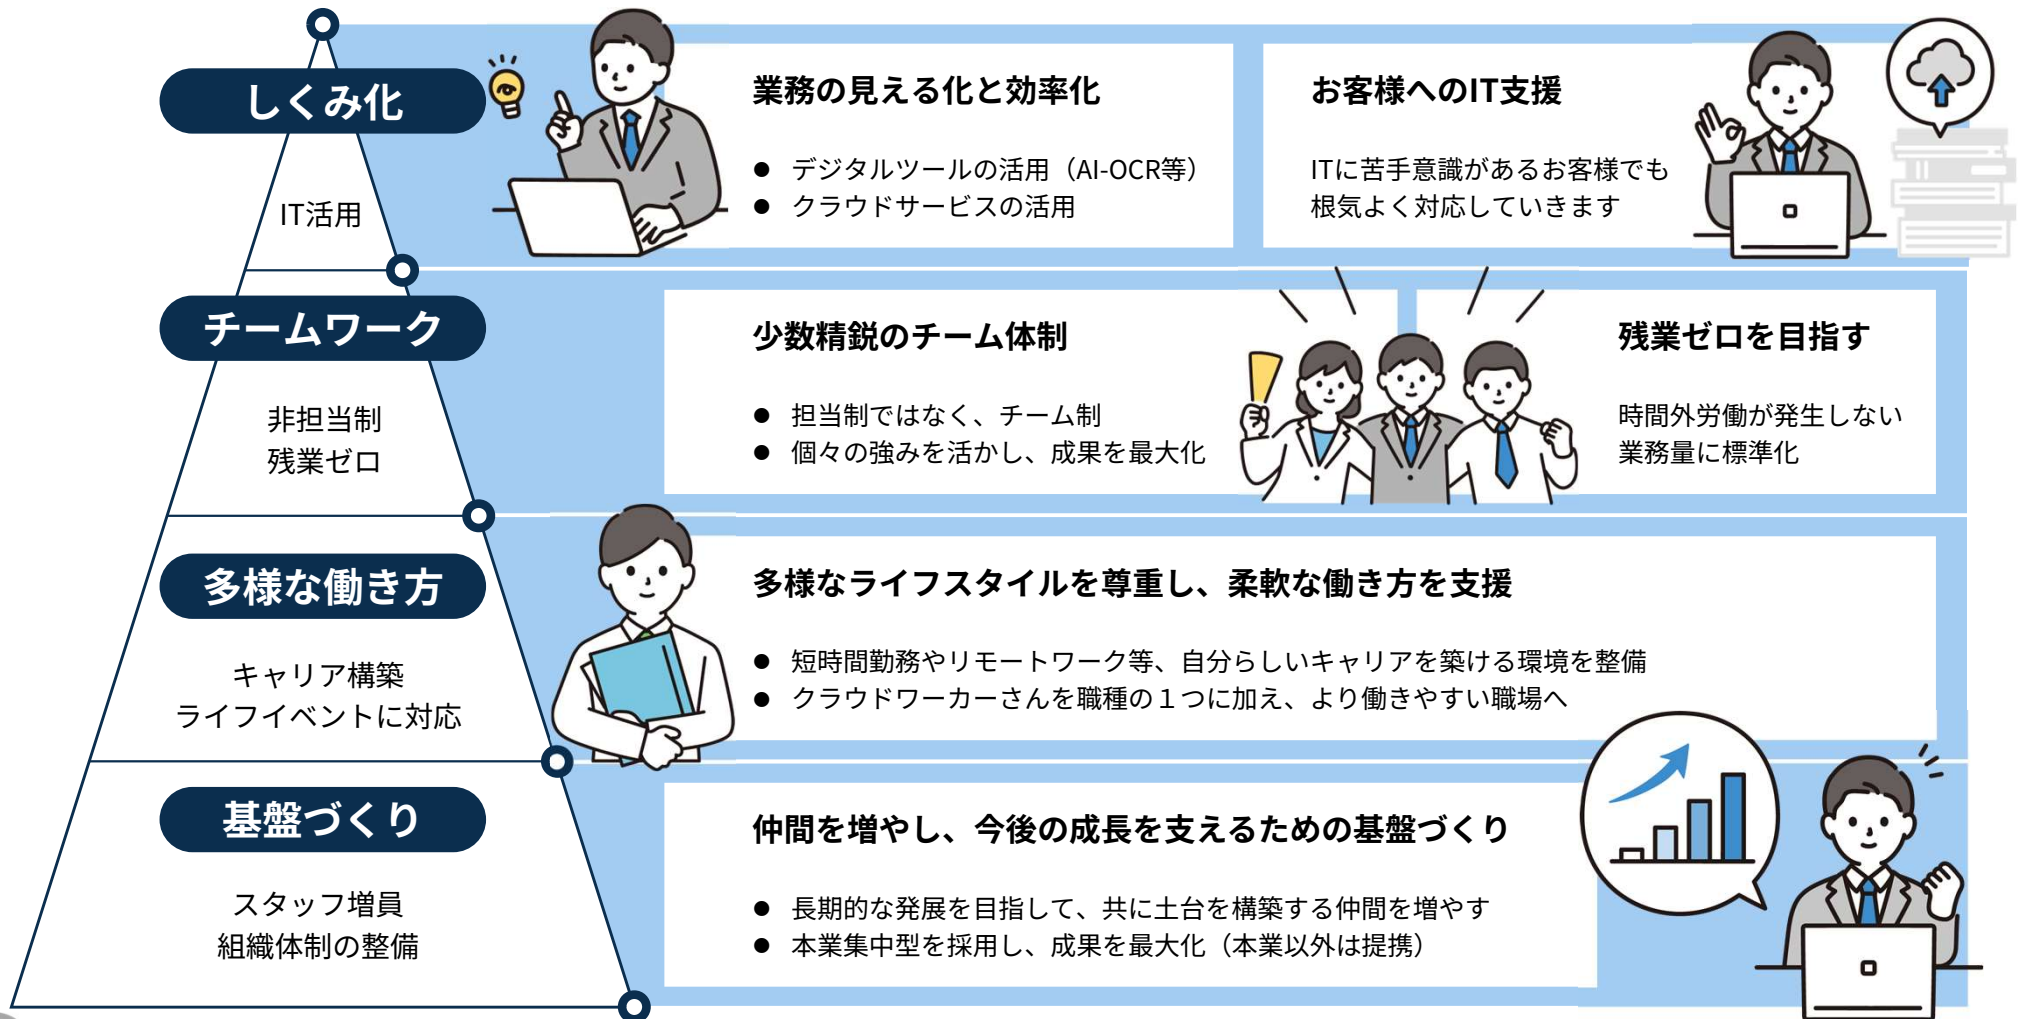 しくみ化
IT活用
業務の見える化と効率化
● デジタルツールの活用（AI-OCR等）
● クラウドサービスの活用
お客様へのIT支援
ITに苦手意識があるお客様でも
根気よく対応していきます
チームワーク
非担当制
残業ゼロ
少数精鋭のチーム体制
● 担当制ではなく、チーム制
● 個々の強みを活かし、成果を最大化
残業ゼロを目指す
時間外労働が発生しない
業務量に標準化
多様な働き方
キャリア構築
ライフイベントに対応
多様なライフスタイルを尊重し、柔軟な働き方を支援
● 短時間勤務やリモートワーク等、自分らしいキャリアを築ける環境を整備
● クラウドワーカーさんを職種の１つに加え、より働きやすい職場へ
基盤づくり
スタッフ増員
組織体制の整備
仲間を増やし、今後の成長を支えるための基盤づくり
● 長期的な発展を目指して、共に土台を構築する仲間を増やす
● 本業集中型を採用し、成果を最大化（本業以外は提携）